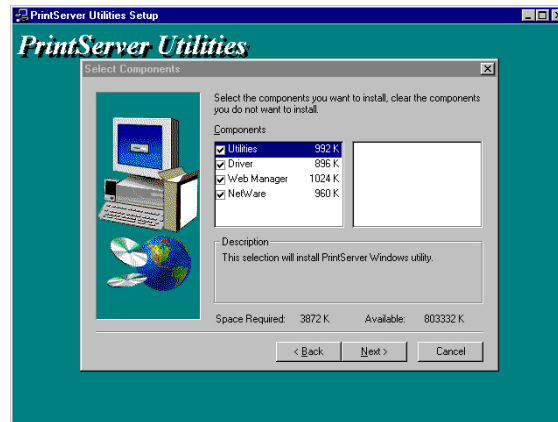 PrintServer Utilities Setup
PrintServer Utilities
Select Components
Select the components you want to install, clear the components
you do not want to install.
Components
Utilities 992 K
Driver 896 K
Web Manager 1024 K
NetWare 960 K
Description
This selection will install PrintServer Windows utility.
Space Required: 3872 K Available: 803332 K
< Back Next > Cancel